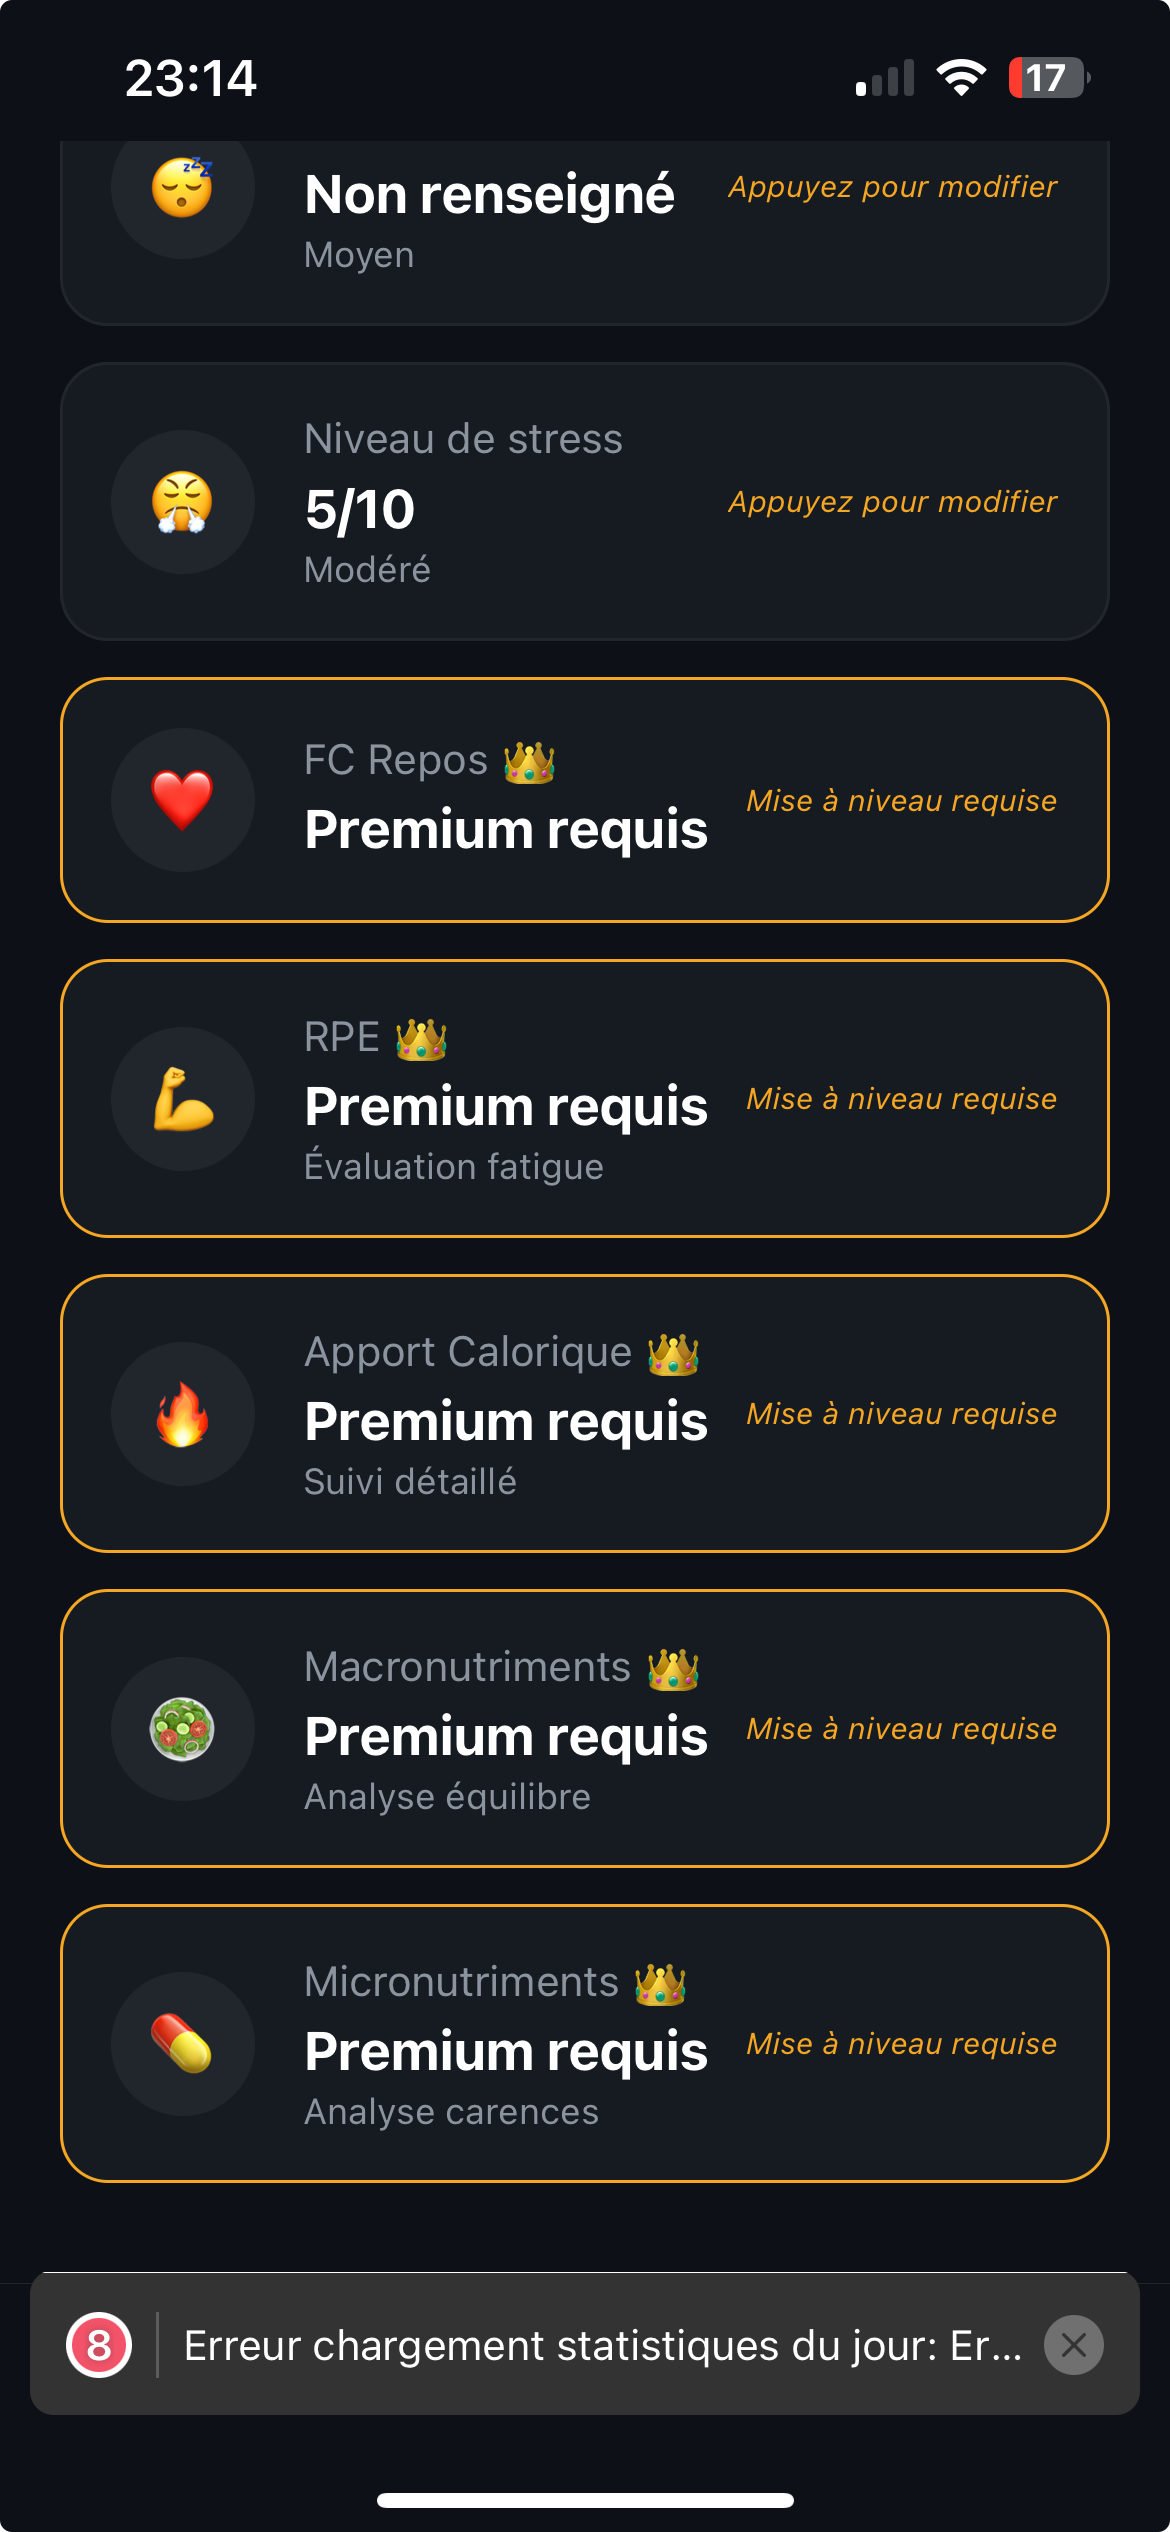 23:14
17
Non renseigné
Appuyez pour modifier
Moyen
Niveau de stress
5/10
Appuyez pour modifier
Modéré
FC Repos 👑
Premium requis
Mise à niveau requise
RPE 👑
Premium requis
Mise à niveau requise
Évaluation fatigue
Apport Calorique 👑
Premium requis
Mise à niveau requise
Suivi détaillé
Macronutriments 👑
Premium requis
Mise à niveau requise
Analyse équilibre
Micronutriments 👑
Premium requis
Mise à niveau requise
Analyse carences
8
Erreur chargement statistiques du jour: Er...